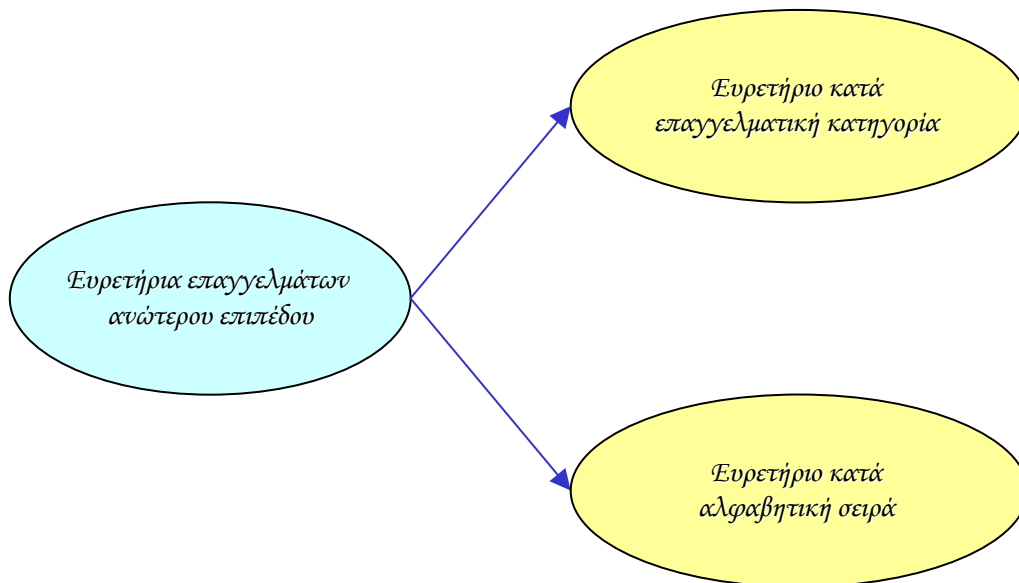 Ευρετήριο κατά
επαγγελματική κατηγορία
Ευρετήρια επαγγελμάτων
ανώτερου επιπέδου
Ευρετήριο κατά
αλφαβητική σειρά